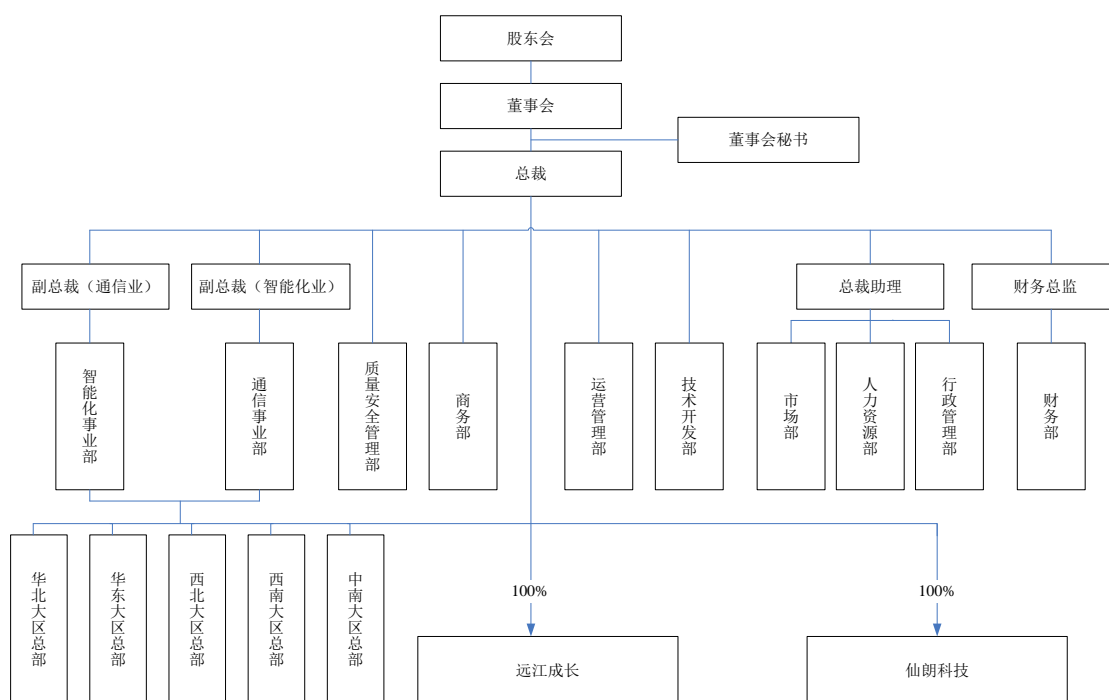 股东会
董事会
董事会秘书
总裁
副总裁（通信业）
副总裁（智能化业）
总裁助理
财务总监
智能化事业部
通信事业部
质量安全管理部
商务部
运营管理部
技术开发部
市场部
人力资源部
行政管理部
财务部
华北大区总部
华东大区总部
西北大区总部
西南大区总部
中南大区总部
100%
100%
远江成长
仙朗科技